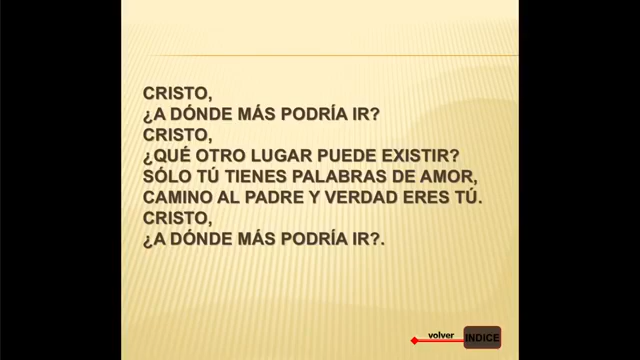 CRISTO,
¿A DÓNDE MÁS PODRÍA IR?
CRISTO,
¿QUÉ OTRO LUGAR PUEDE EXISTIR?
SÓLO TÚ TIENES PALABRAS DE AMOR,
CAMINO AL PADRE Y VERDAD ERES TÚ.
CRISTO,
¿A DÓNDE MÁS PODRÍA IR?.
volver INDICE